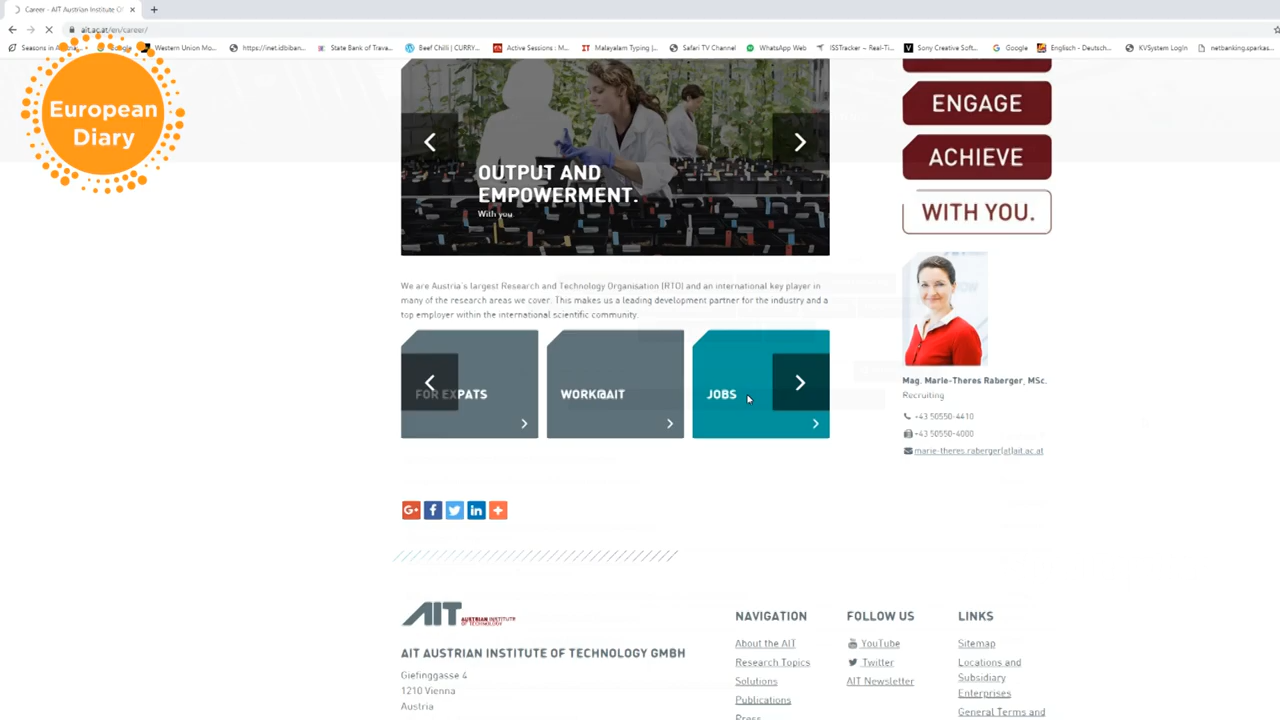 Career - AIT Austrian Institute Of
ait.ac.at/en/career/
Seasons in Austria
Google
Western Union Mo...
https://inet.idbiban...
State Bank of Trava...
Beef Chilli | CURRY...
Active Sessions : M...
Malayalam Typing |...
Safari TV Channel
WhatsApp Web
ISSTracker – Real-Ti...
Sony Creative Soft...
Google
Englisch - Deutsch...
KVSystem LogIn
netbanking.sparkas...
European
Diary
ENGAGE
ACHIEVE
WITH YOU.
OUTPUT AND
EMPOWERMENT.
With you
We are Austria's largest Research and Technology Organisation (RTO) and an international key player in
many of the research areas we cover. This makes us a leading development partner for the industry and a
top employer within the international scientific community.
FOR EXPATS
WORK@AIT
JOBS
Mag. Marie-Theres Raberger, MSc.
Recruiting
+43 50550-4410
+43 50550-4000
marie-theres.raberger(at)ait.ac.at
AIT AUSTRIAN INSTITUTE
OF TECHNOLOGY
AIT AUSTRIAN INSTITUTE OF TECHNOLOGY GMBH
Giefinggasse 4
1210 Vienna
Austria
NAVIGATION
About the AIT
Research Topics
Solutions
Publications
Press
FOLLOW US
YouTube
Twitter
AIT Newsletter
LINKS
Sitemap
Locations and
Subsidiary
Enterprises
General Terms and